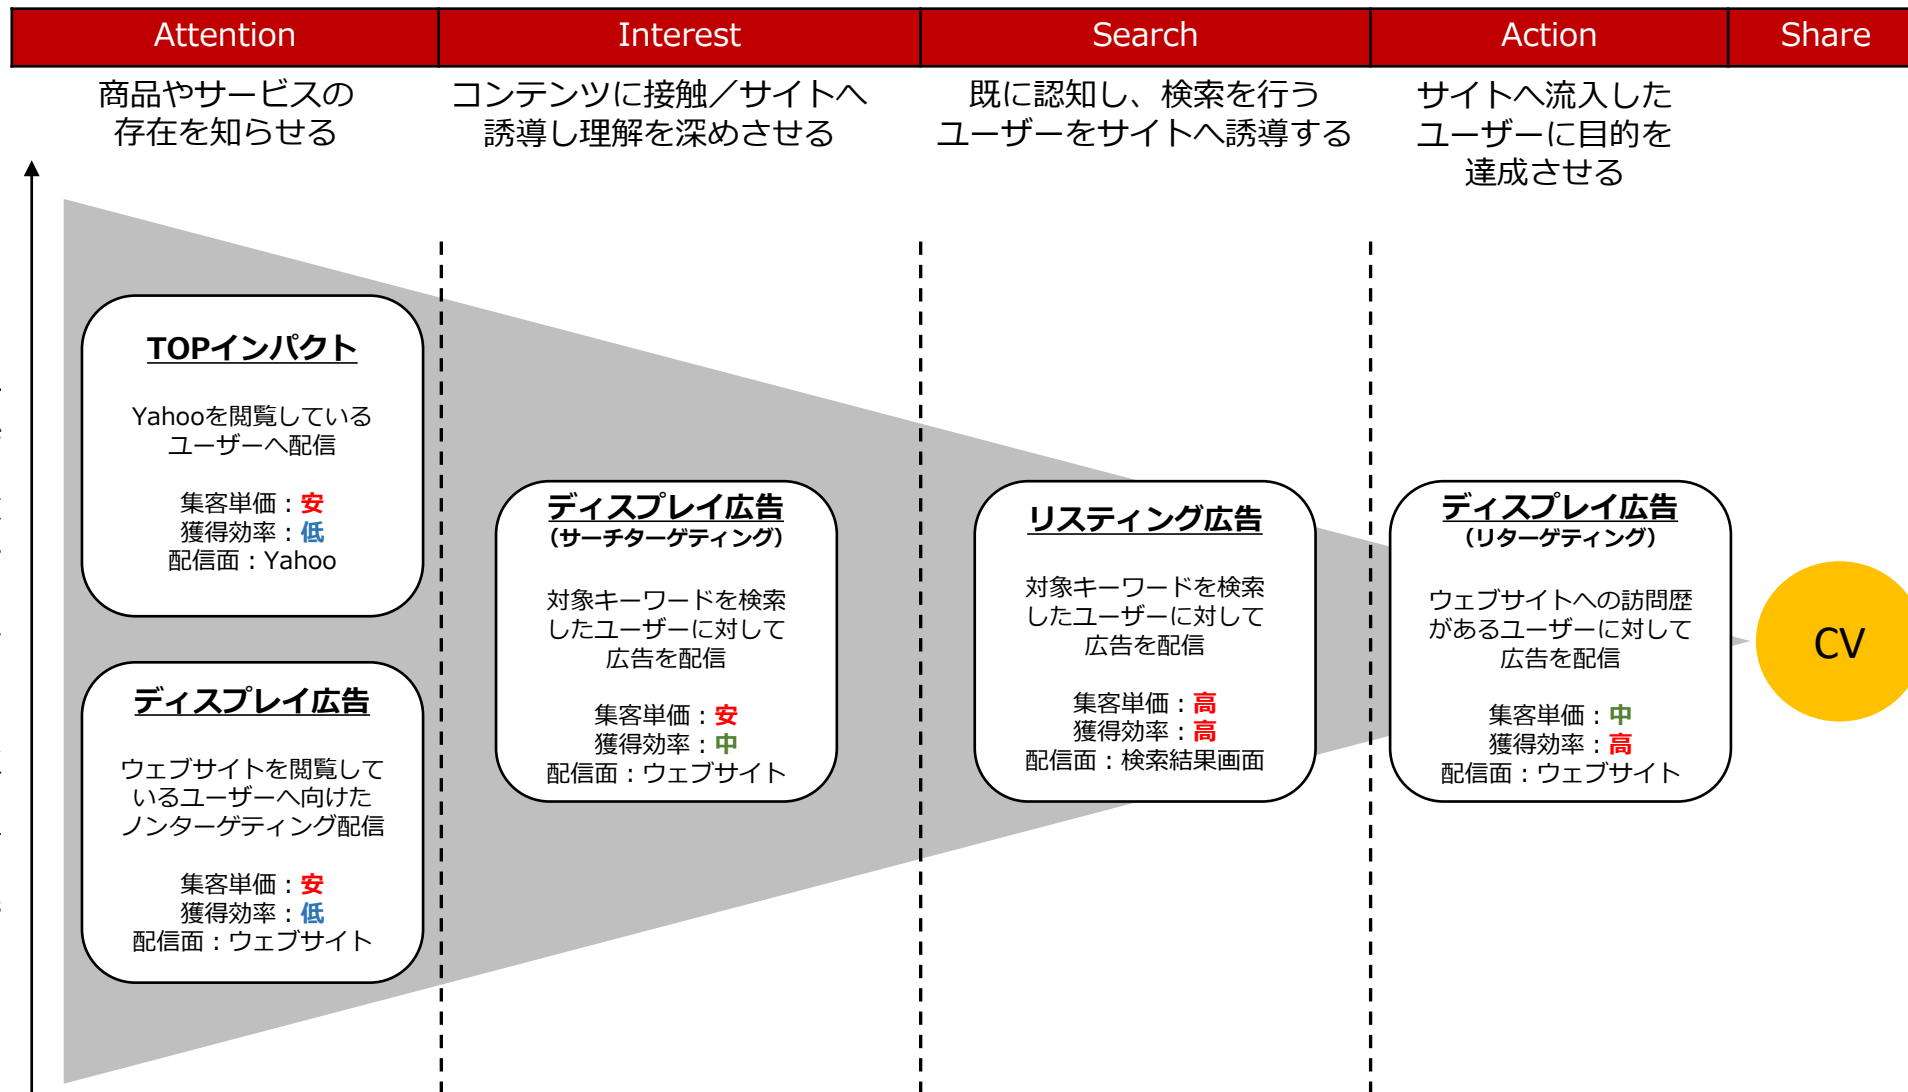 Attention
Interest
Search
Action
Share
商品やサービスの
存在を知らせる
コンテンツに接触／サイトへ
誘導し理解を深めさせる
既に認知し、検索を行う
ユーザーをサイトへ誘導する
サイトへ流入した
ユーザーに目的を
達成させる
TOPインパクト
Yahooを閲覧している
ユーザーへ配信
集客単価：安
獲得効率：低
配信面：Yahoo
ディスプレイ広告
ウェブサイトを閲覧して
いるユーザーへ向けた
ノンターゲティング配信
集客単価：安
獲得効率：低
配信面：ウェブサイト
ディスプレイ広告
（サーチターゲティング）
対象キーワードを検索
したユーザーに対して
広告を配信
集客単価：安
獲得効率：中
配信面：ウェブサイト
リスティング広告
対象キーワードを検索
したユーザーに対して
広告を配信
集客単価：高
獲得効率：高
配信面：検索結果画面
ディスプレイ広告
（リターゲティング）
ウェブサイトへの訪問歴
があるユーザーに対して
広告を配信
集客単価：中
獲得効率：高
配信面：ウェブサイト
CV